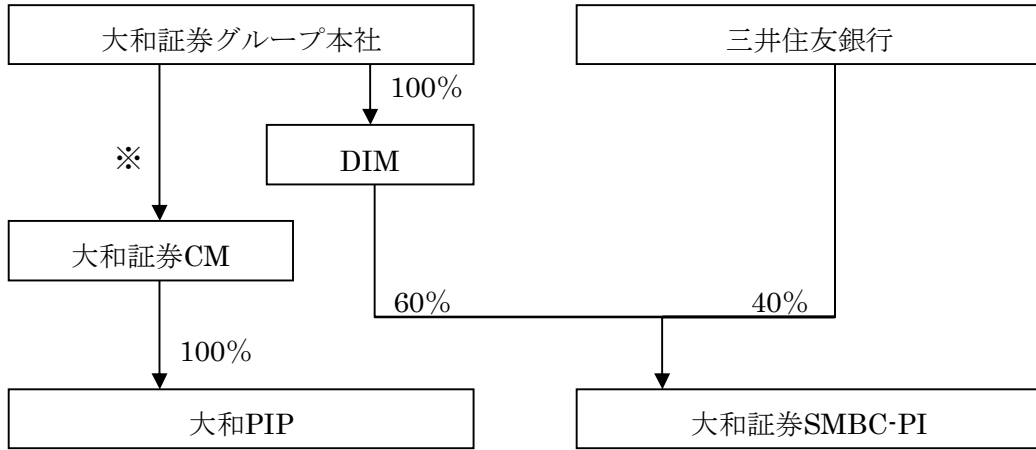 大和証券グループ本社
三井住友銀行
100%
DIM
※
大和証券CM
60%
40%
100%
大和PIP
大和証券SMBC-PI